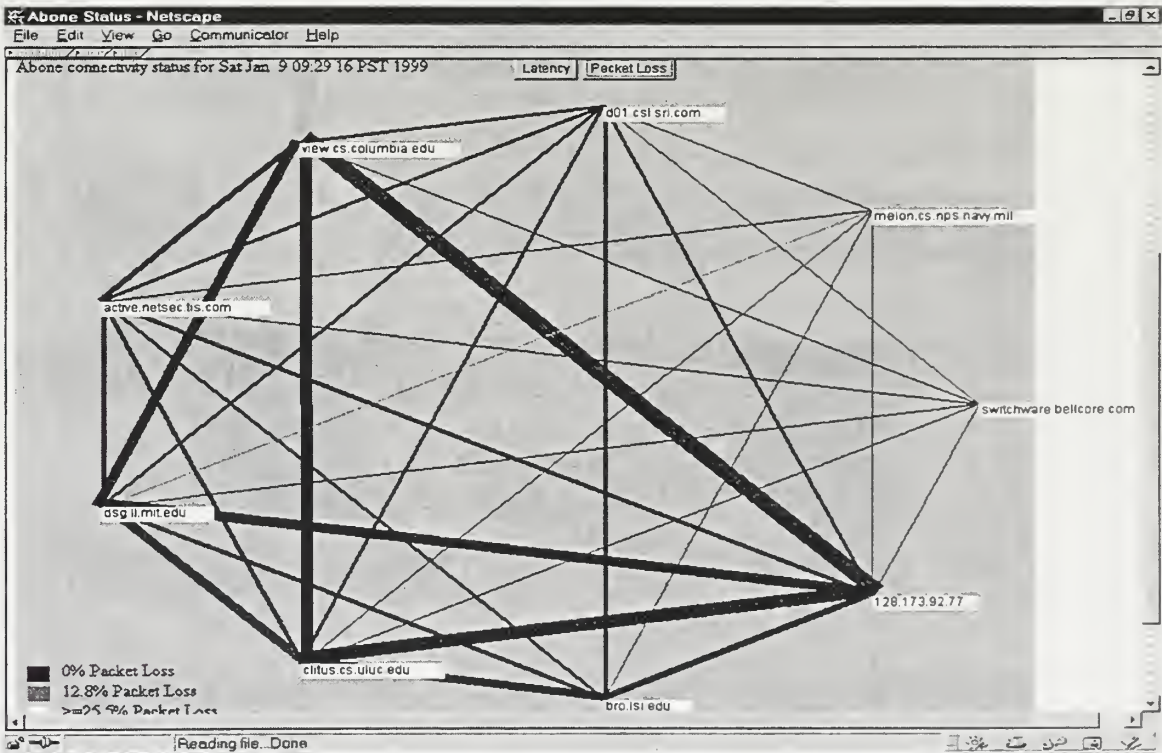 Abone Status - Netscape
File Edit View Go Communicator Help
Abone connectivity status for Sat Jan 9 09:29 16 PST 1999
Latency
Packet Loss
d01.csl.sri.com
view.cs.columbia.edu
melon.cs.nps.navy.mil
active.netsec.tis.com
switchware.bellcore.com
dsg.ll.mit.edu
128.173.92.77
clitus.cs.uiuc.edu
bro.isi.edu
0% Packet Loss
12.8% Packet Loss
>=25.5% Packet Loss
Reading file...Done